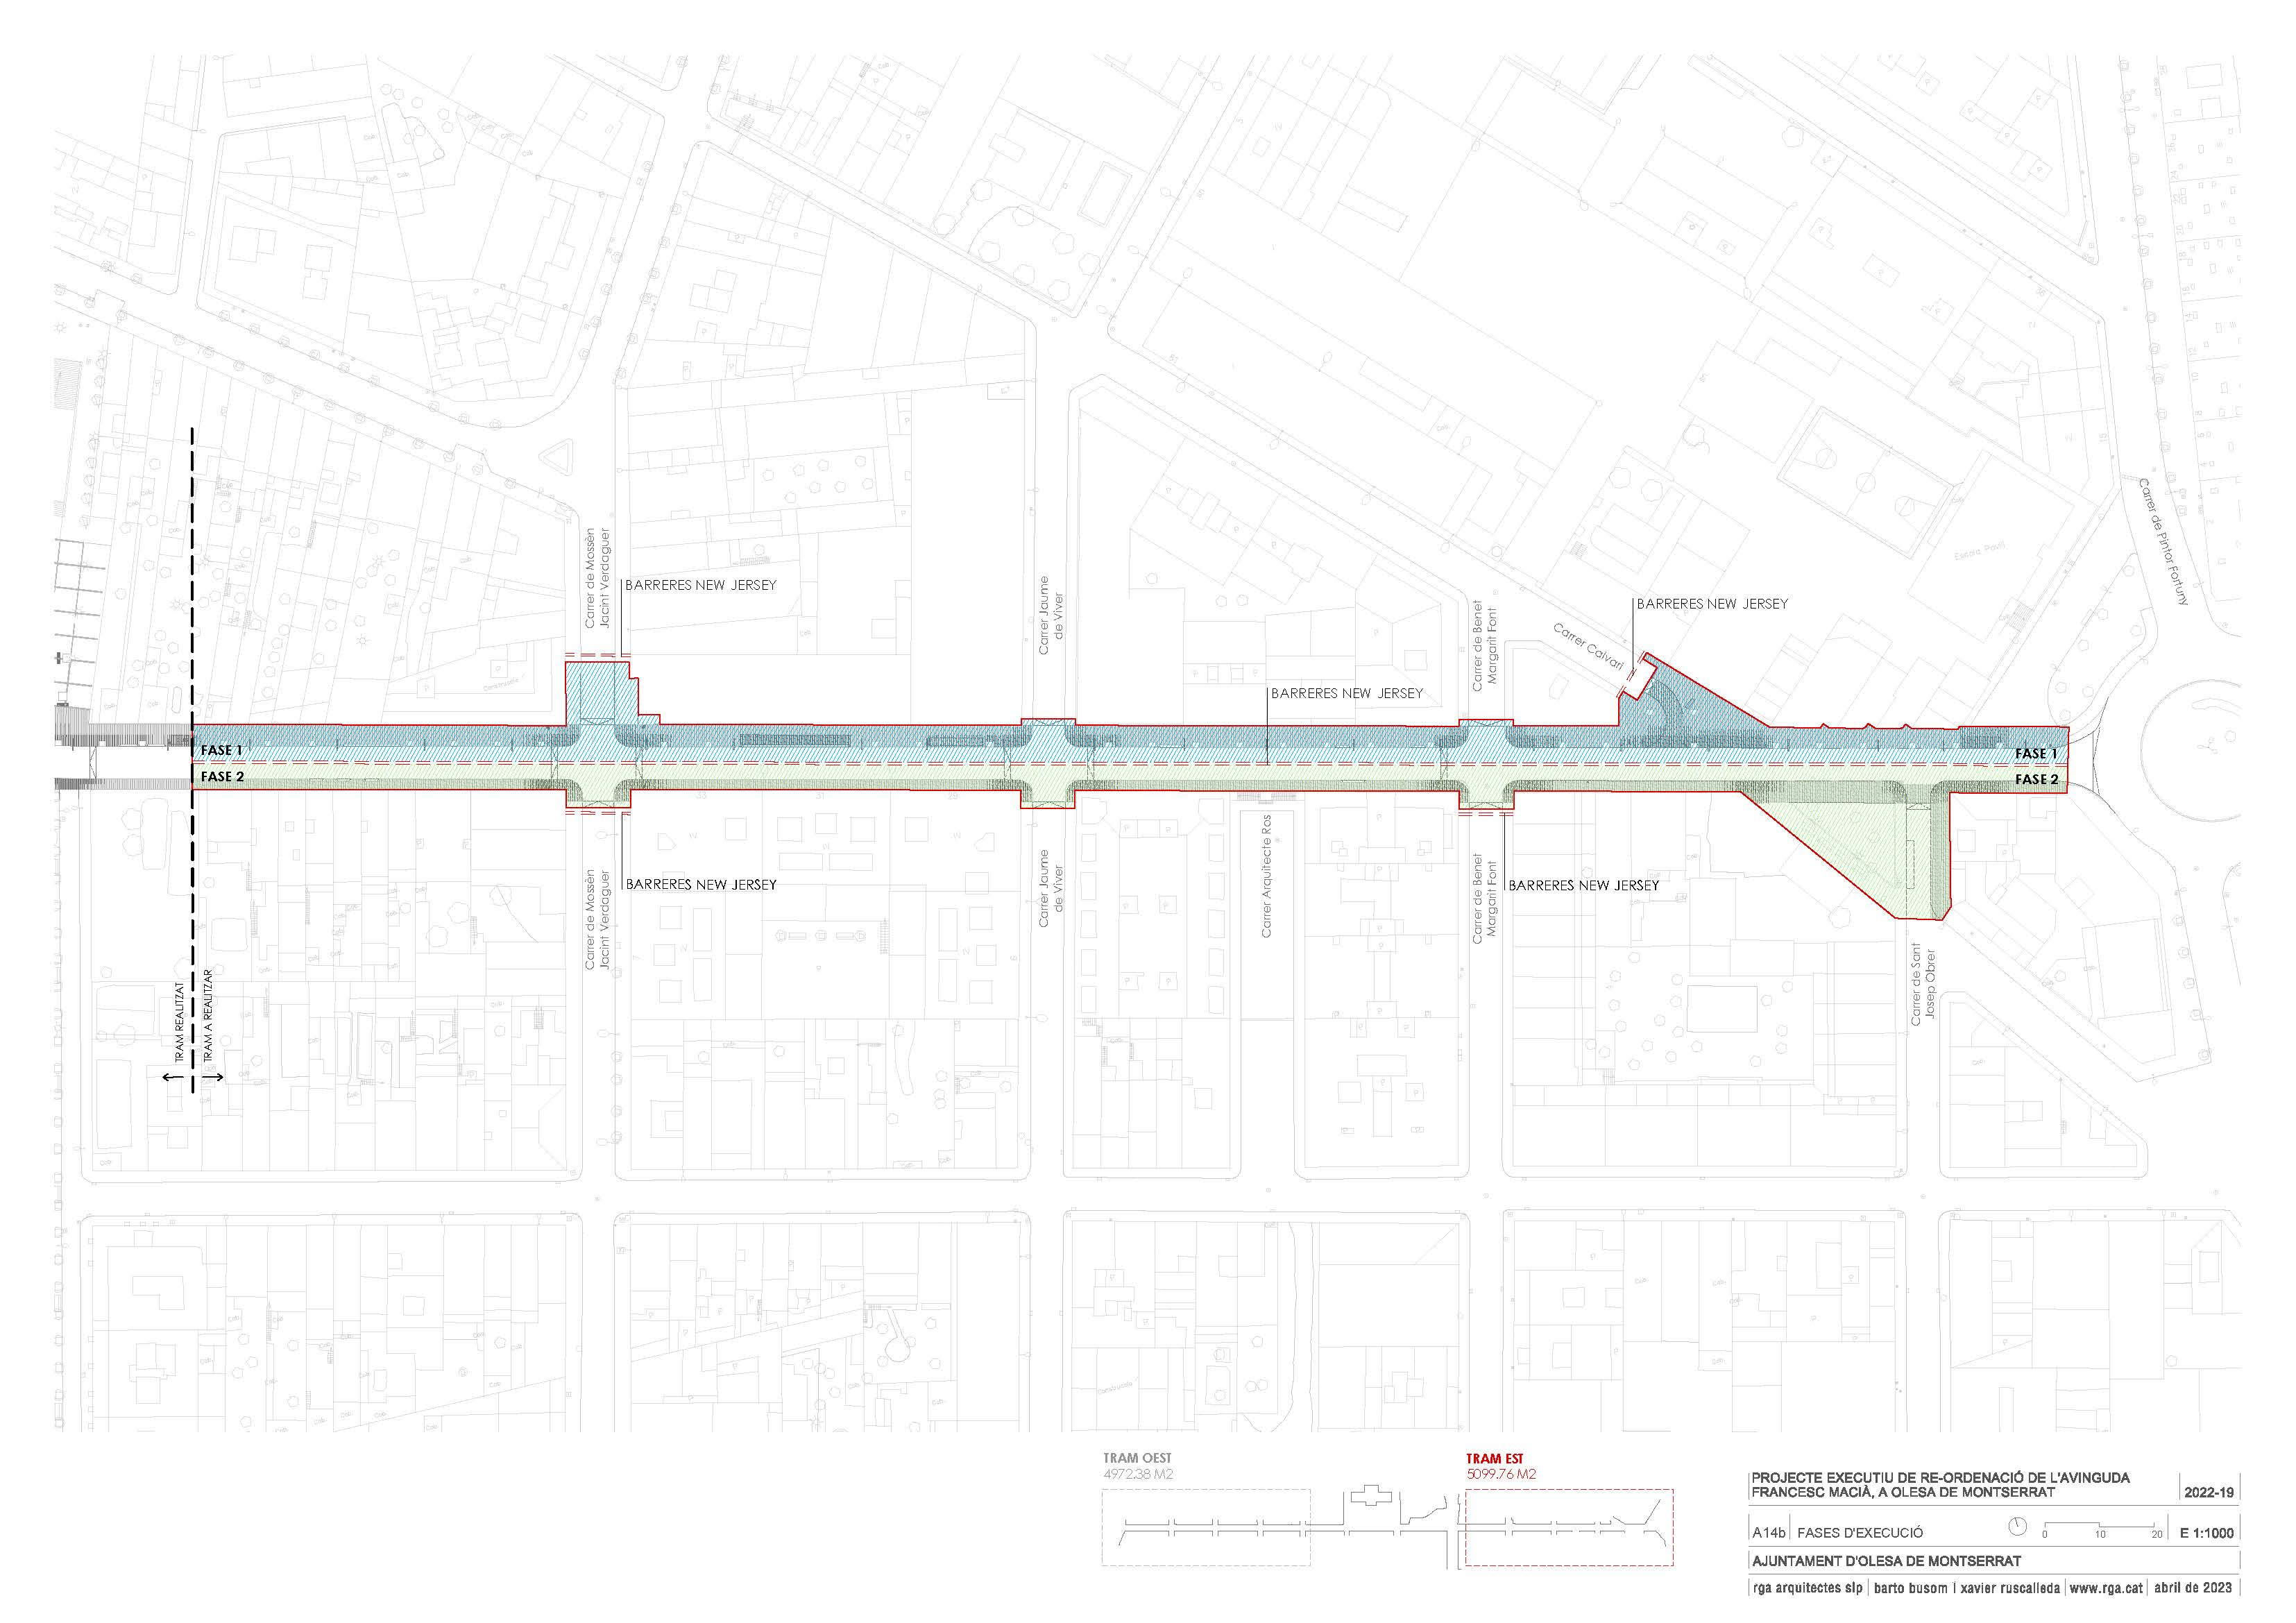 Carrer de Mossèn
Jacint Verdaguer
BARRERES NEW JERSEY
Carrer Jaume
de Viver
Carrer de Benet
Margarit Font
Carrer Calvari
BARRERES NEW JERSEY
Carrer de Pintor Fortuny
Escola Povill
BARRERES NEW JERSEY
FASE 1
FASE 2
FASE 1
FASE 2
BARRERES NEW JERSEY
Carrer de Mossèn
Jacint Verdaguer
Carrer Jaume
de Viver
Carrer Arquitecte Ros
Carrer de Benet
Margarit Font
BARRERES NEW JERSEY
Carrer de Sant
Josep Obrer
TRAM REALITZAT
TRAM A REALITZAR
TRAM OEST
4972.38 M2
TRAM EST
5099.76 M2
PROJECTE EXECUTIU DE RE-ORDENACIÓ DE L'AVINGUDA
FRANCESC MACIÀ, A OLESA DE MONTSERRAT
2022-19
A14b FASES D'EXECUCIÓ
0 10 20
E 1:1000
AJUNTAMENT D'OLESA DE MONTSERRAT
rga arquitectes slp barto busom i xavier ruscalleda www.rga.cat abril de 2023